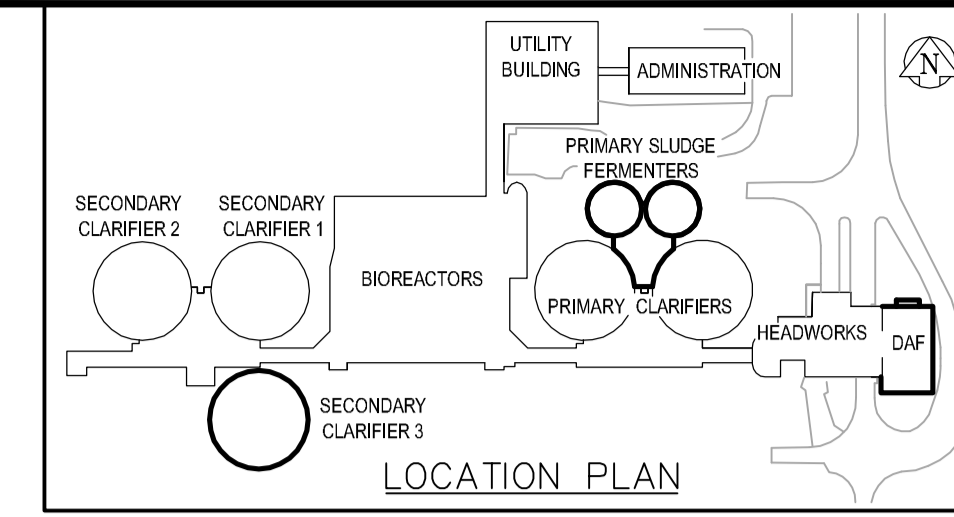 UTILITY
BUILDING
ADMINISTRATION
N
PRIMARY SLUDGE
FERMENTERS
SECONDARY
CLARIFIER 2
SECONDARY
CLARIFIER 1
BIOREACTORS
PRIMARY CLARIFIERS
HEADWORKS
DAF
SECONDARY
CLARIFIER 3
LOCATION PLAN